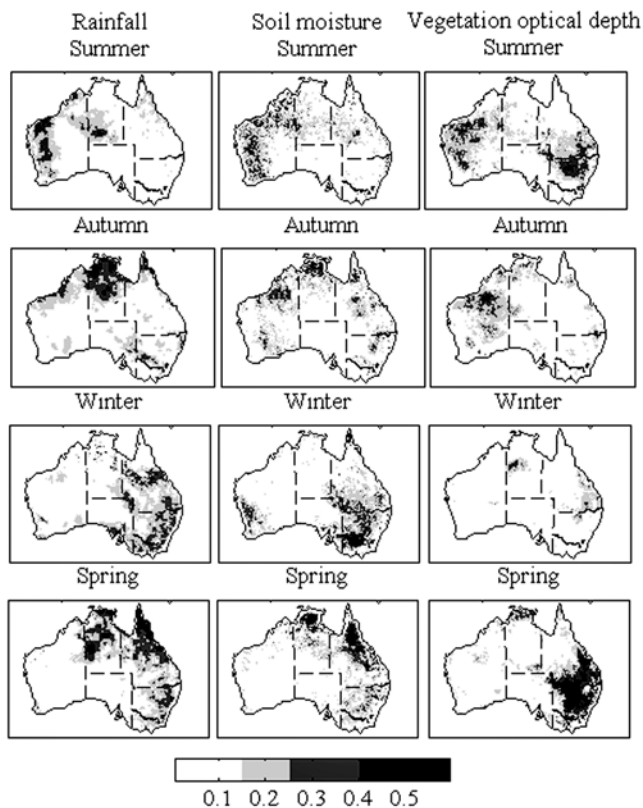 Rainfall Soil moisture Vegetation optical depth
Summer Summer Summer
Autumn Autumn Autumn
Winter Winter Winter
Spring Spring Spring
0.1 0.2 0.3 0.4 0.5